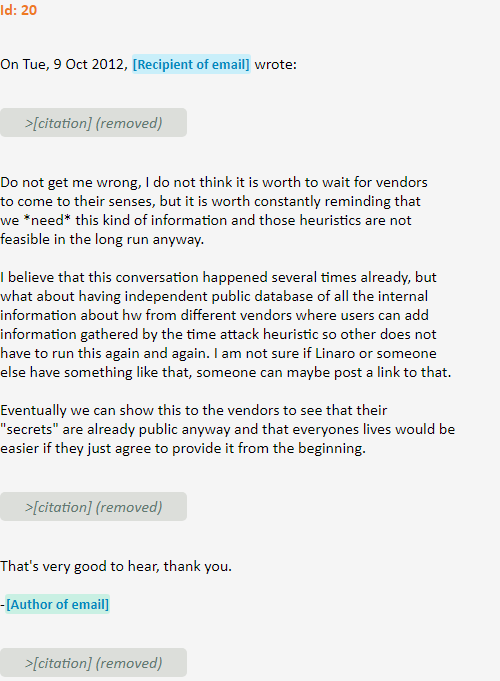 Id: 20
On Tue, 9 Oct 2012, [Recipient of email] wrote:
>[citation] (removed)
Do not get me wrong, I do not think it is worth to wait for vendors
to come to their senses, but it is worth constantly reminding that
we *need* this kind of information and those heuristics are not
feasible in the long run anyway.
I believe that this conversation happened several times already, but
what about having independent public database of all the internal
information about hw from different vendors where users can add
information gathered by the time attack heuristic so other does not
have to run this again and again. I am not sure if Linaro or someone
else have something like that, someone can maybe post a link to that.
Eventually we can show this to the vendors to see that their
"secrets" are already public anyway and that everyones lives would be
easier if they just agree to provide it from the beginning.
>[citation] (removed)
That's very good to hear, thank you.
-[Author of email]
>[citation] (removed)